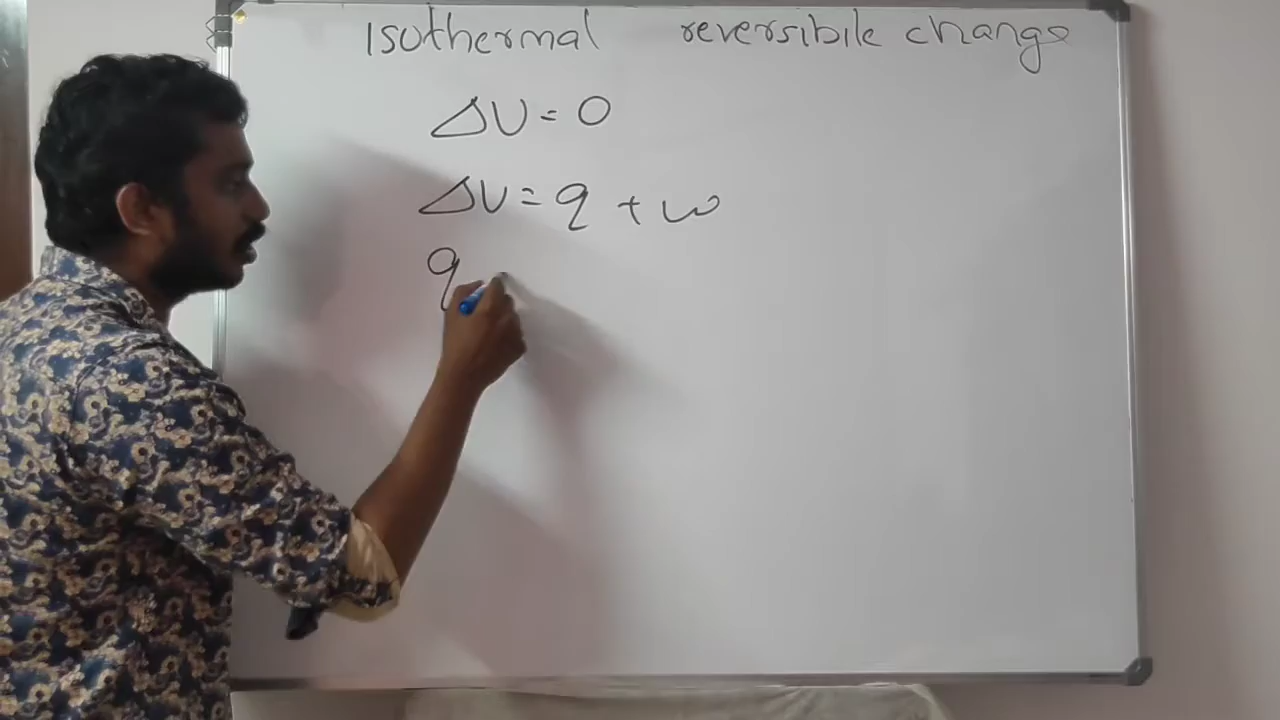 Isothermal reversibile change
ΔU = 0
ΔU = q + w
q